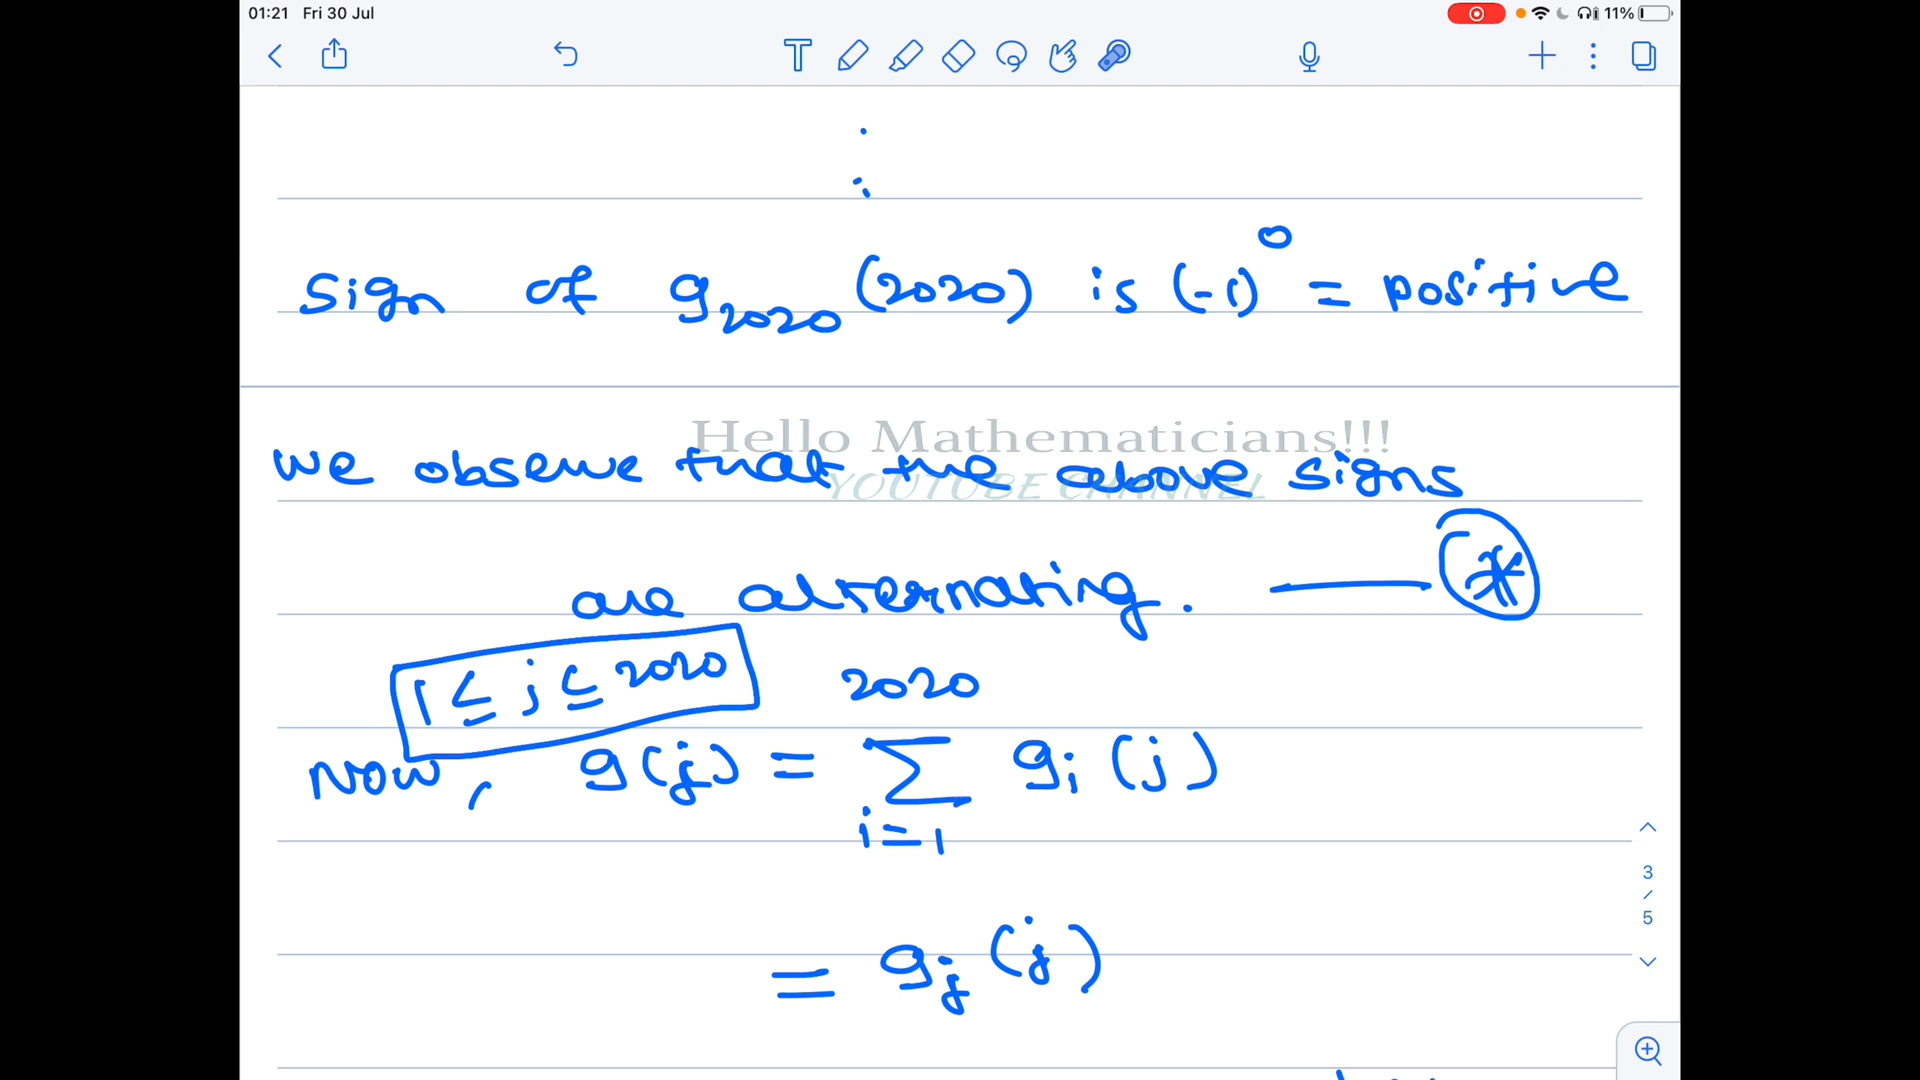 01:21 Fri 30 Jul 11%
T
sign of g₂₀₂₀ (2020) is (-1)⁰ = positive
Hello Mathematicians!!!
YOUTUBE CHANNEL
we observe that the above signs
are alternating. —— *
1 ≤ j ≤ 2020
2020
Now, g(j) = ∑ gᵢ (j)
i=1
= gⱼ (j)
3
/
5